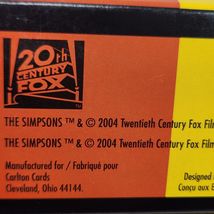 20th
CENTURY
FOX
THE SIMPSONS ™ & © 2004 Twentieth Century Fox Film
THE SIMPSONS ™ & © 2004 Twentieth Century Fox Film
Manufactured for / Fabriqué pour
Carlton Cards
Cleveland, Ohio 44144.
Designed
Conçu aux